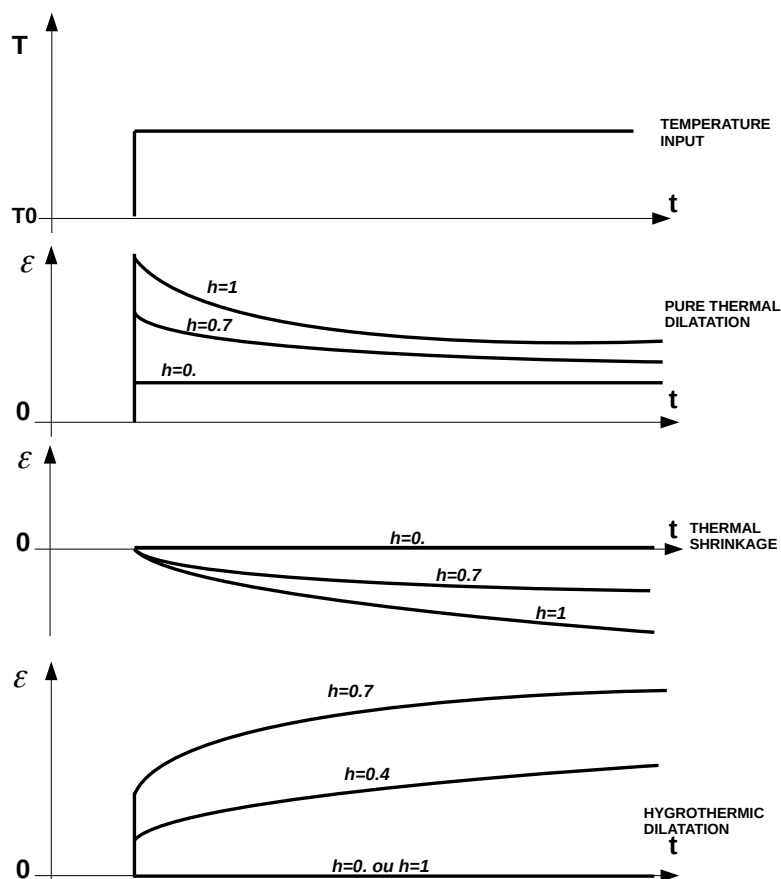 T
TEMPERATURE
INPUT
T0
t
ε
h=1
PURE THERMAL
DILATATION
h=0.7
h=0.
t
0
ε
h=0.
t
THERMAL
SHRINKAGE
0
h=0.7
h=1
ε
h=0.7
h=0.4
HYGROTHERMIC
DILATATION
t
0
h=0. ou h=1